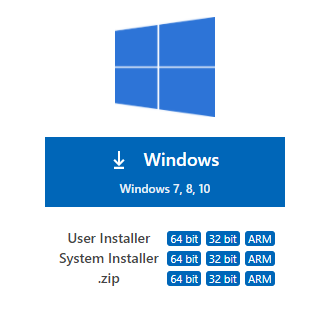 Windows
Windows 7, 8, 10
User Installer 64 bit 32 bit ARM
System Installer 64 bit 32 bit ARM
.zip 64 bit 32 bit ARM